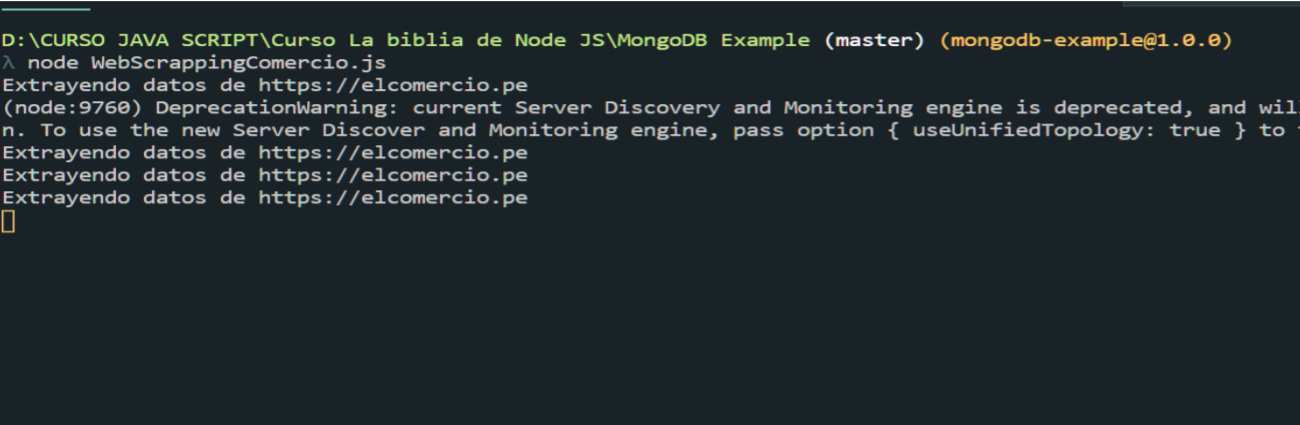 D:\CURSO JAVA SCRIPT\Curso La biblia de Node JS\MongoDB Example (master) (mongodb-example@1.0.0)
λ node WebScrappingComercio.js
Extrayendo datos de https://elcomercio.pe
(node:9760) DeprecationWarning: current Server Discovery and Monitoring engine is deprecated, and wil
n. To use the new Server Discover and Monitoring engine, pass option { useUnifiedTopology: true } to
Extrayendo datos de https://elcomercio.pe
Extrayendo datos de https://elcomercio.pe
Extrayendo datos de https://elcomercio.pe